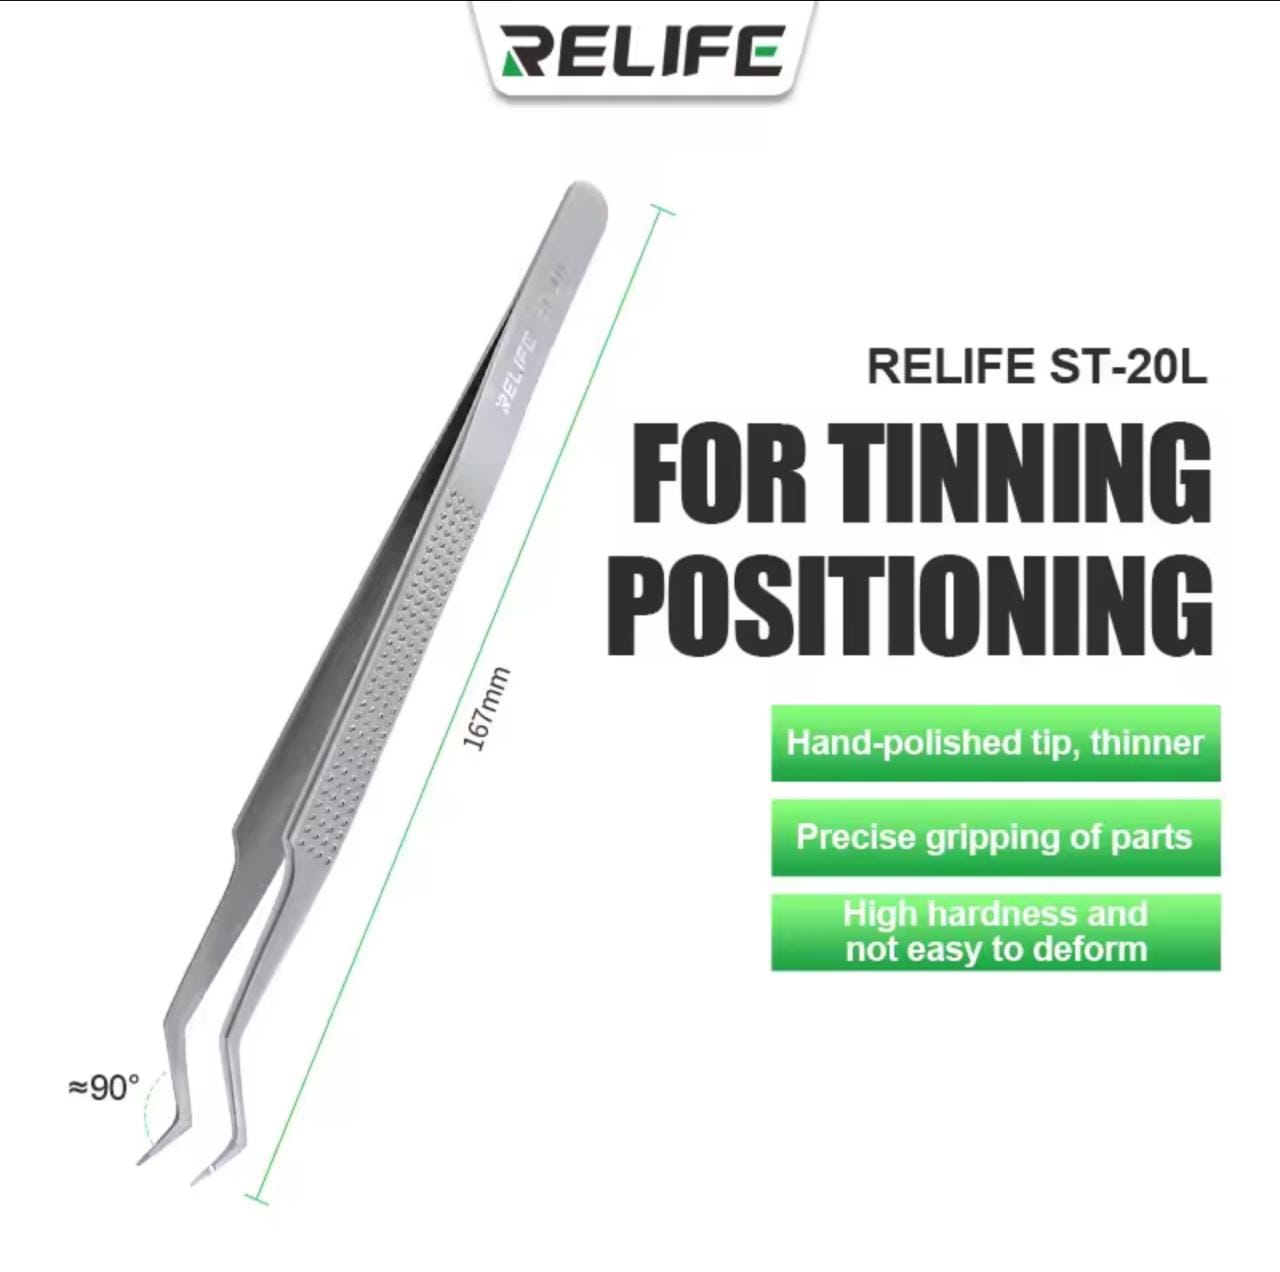 RELIFE
RELIFE
RELIFE ST-20L
FOR TINNING
POSITIONING
167mm
Hand-polished tip, thinner
Precise gripping of parts
High hardness and
not easy to deform
≈90°